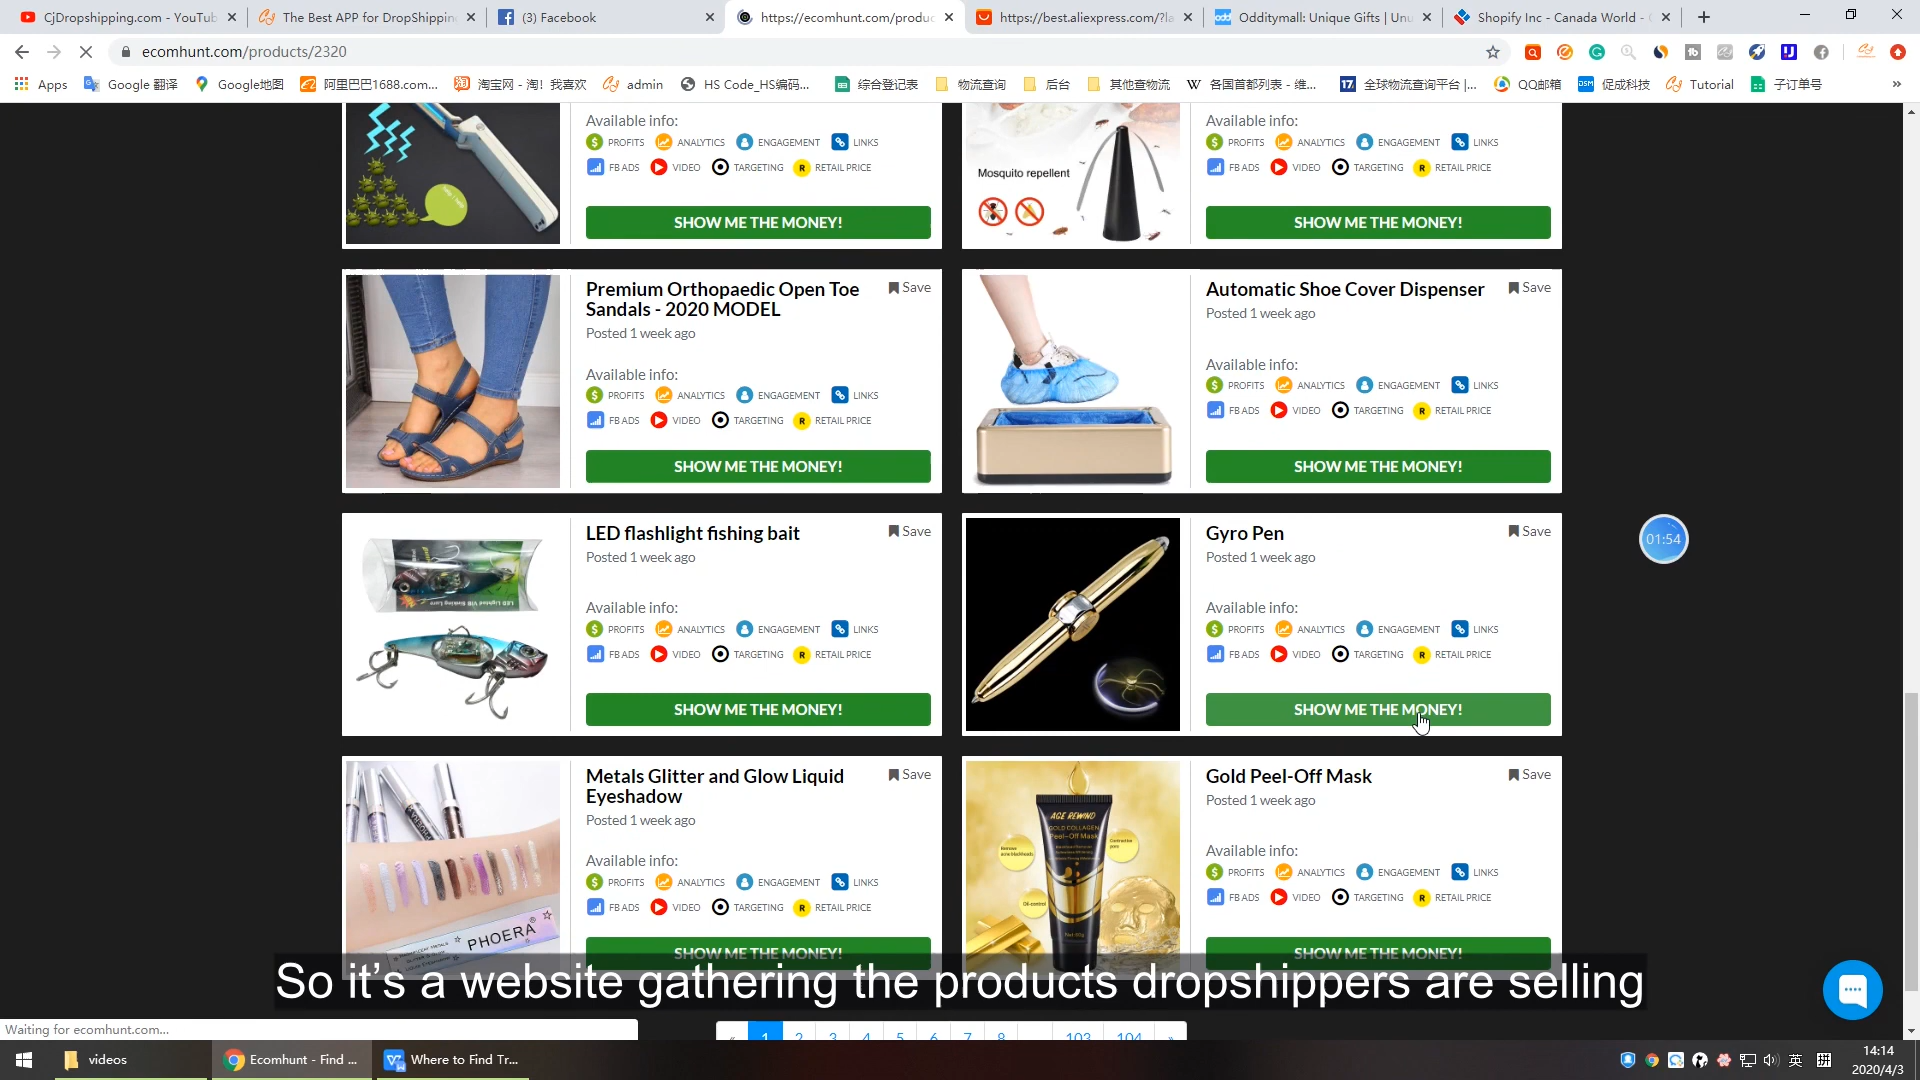 CjDropshipping.com - YouTub
The Best APP for DropShippin
(3) Facebook
https://ecomhunt.com/produc
https://best.aliexpress.com/?la
Odditymall: Unique Gifts | Unu
Shopify Inc - Canada World -
ecomhunt.com/products/2320
Apps
Google 翻译
Google地图
阿里巴巴1688.com...
淘宝网 - 淘！我喜欢
admin
HS Code_HS编码...
综合登记表
物流查询
后台
其他查物流
各国首都列表 - 维...
全球物流查询平台 |...
QQ邮箱
促成科技
Tutorial
子订单号
»
Available info:
PROFITS ANALYTICS ENGAGEMENT LINKS
FB ADS VIDEO TARGETING RETAIL PRICE
SHOW ME THE MONEY!
Mosquito repellent
Available info:
PROFITS ANALYTICS ENGAGEMENT LINKS
FB ADS VIDEO TARGETING RETAIL PRICE
SHOW ME THE MONEY!
Premium Orthopaedic Open Toe
Sandals - 2020 MODEL
Save
Posted 1 week ago
Available info:
PROFITS ANALYTICS ENGAGEMENT LINKS
FB ADS VIDEO TARGETING RETAIL PRICE
SHOW ME THE MONEY!
Automatic Shoe Cover Dispenser
Save
Posted 1 week ago
Available info:
PROFITS ANALYTICS ENGAGEMENT LINKS
FB ADS VIDEO TARGETING RETAIL PRICE
SHOW ME THE MONEY!
LED flashlight fishing bait
Save
Posted 1 week ago
Available info:
PROFITS ANALYTICS ENGAGEMENT LINKS
FB ADS VIDEO TARGETING RETAIL PRICE
SHOW ME THE MONEY!
Gyro Pen
Save
Posted 1 week ago
Available info:
PROFITS ANALYTICS ENGAGEMENT LINKS
FB ADS VIDEO TARGETING RETAIL PRICE
SHOW ME THE MONEY!
01:54
Metals Glitter and Glow Liquid
Eyeshadow
Save
Posted 1 week ago
Available info:
PROFITS ANALYTICS ENGAGEMENT LINKS
FB ADS VIDEO TARGETING RETAIL PRICE
SHOW ME THE MONEY!
PHOERA
Gold Peel-Off Mask
Save
Posted 1 week ago
Available info:
PROFITS ANALYTICS ENGAGEMENT LINKS
FB ADS VIDEO TARGETING RETAIL PRICE
SHOW ME THE MONEY!
AGE REWIND
GOLD COLLAGEN
Peel-Off Mask
Oil-control
So it's a website gathering the products dropshippers are selling
Waiting for ecomhunt.com...
« 1 2 3 4 5 6 7 8 ... 103 104 »
videos
Ecomhunt - Find ...
Where to Find Tr...
英
拼
14:14
2020/4/3